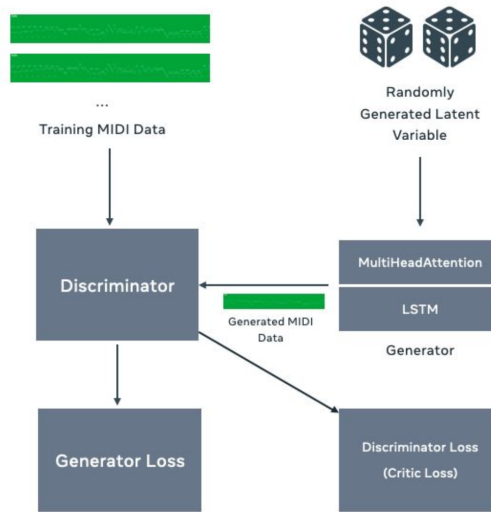 ...
Training MIDI Data
Randomly
Generated Latent
Variable
Discriminator
MultiHeadAttention
LSTM
Generator
Generated MIDI
Data
Generator Loss
Discriminator Loss
(Critic Loss)